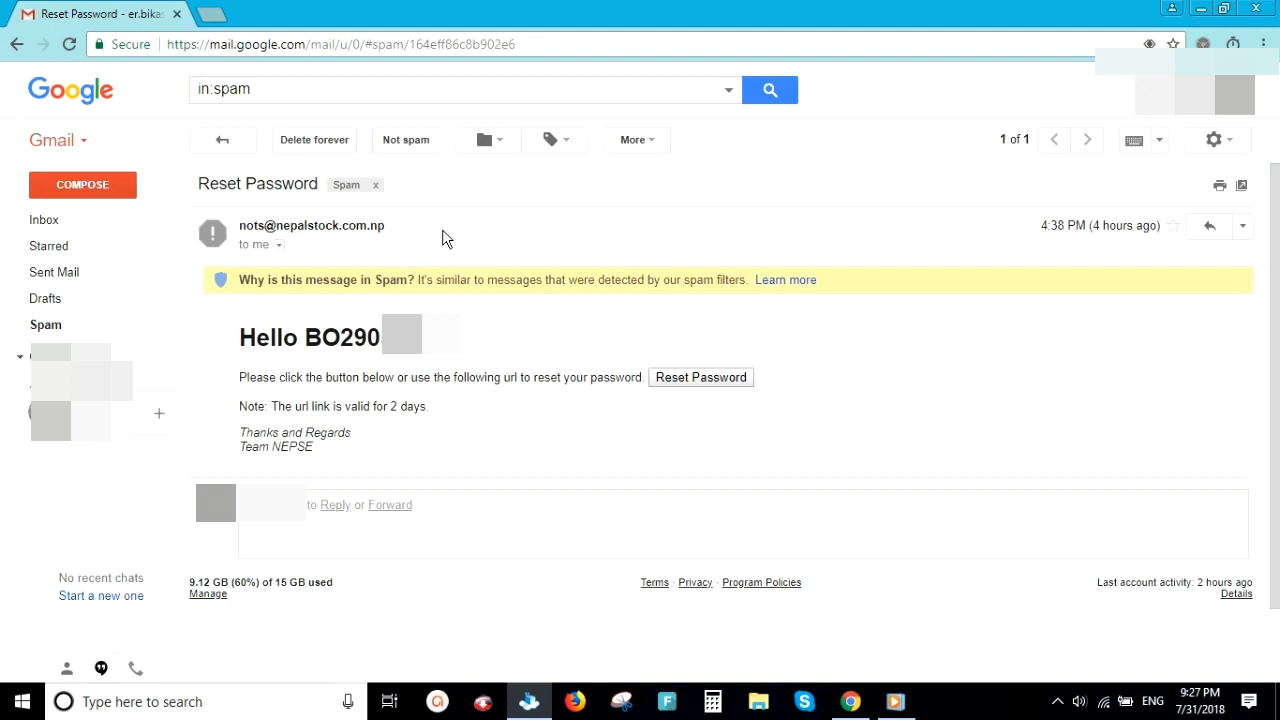 Reset Password - er.bikas
Secure https://mail.google.com/mail/u/0/#spam/164eff86c8b902e6
Google
in:spam
Gmail
Delete forever
Not spam
More
1 of 1
COMPOSE
Reset Password
Spam x
Inbox
Starred
Sent Mail
Drafts
Spam
nots@nepalstock.com.np
4:38 PM (4 hours ago)
to me
Why is this message in Spam? It's similar to messages that were detected by our spam filters. Learn more
Hello BO290
Please click the button below or use the following url to reset your password. Reset Password
Note: The url link is valid for 2 days.
Thanks and Regards
Team NEPSE
to Reply or Forward
No recent chats
Start a new one
9.12 GB (60%) of 15 GB used
Manage
Terms · Privacy · Program Policies
Last account activity: 2 hours ago
Details
Type here to search
ENG
9:27 PM
7/31/2018